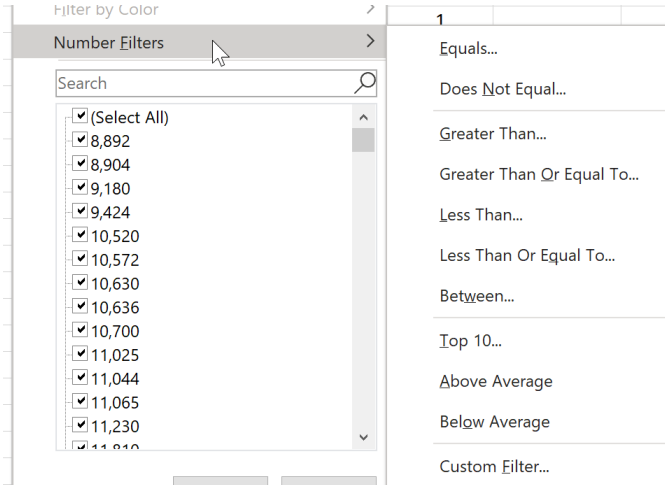 Filter by Color
1
Number Filters
Search
(Select All)
8,892
8,904
9,180
9,424
10,520
10,572
10,630
10,636
10,700
11,025
11,044
11,065
11,230
11,810
Equals...
Does Not Equal...
Greater Than...
Greater Than Or Equal To...
Less Than...
Less Than Or Equal To...
Between...
Top 10...
Above Average
Below Average
Custom Filter...